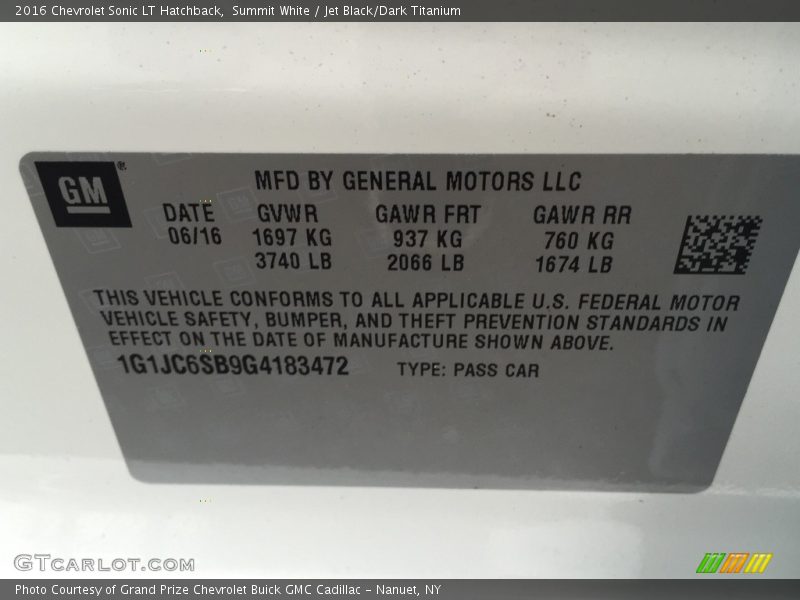 2016 Chevrolet Sonic LT Hatchback,  Summit White / Jet Black/Dark Titanium
GM®
MFD BY GENERAL MOTORS LLC
DATE GVWR GAWR FRT GAWR RR
06/16 1697 KG 937 KG 760 KG
3740 LB 2066 LB 1674 LB
THIS VEHICLE CONFORMS TO ALL APPLICABLE U.S. FEDERAL MOTOR
VEHICLE SAFETY, BUMPER, AND THEFT PREVENTION STANDARDS IN
EFFECT ON THE DATE OF MANUFACTURE SHOWN ABOVE.
1G1JC6SB9G4183472 TYPE: PASS CAR
GTCARLOT.COM
Photo Courtesy of Grand Prize Chevrolet Buick GMC Cadillac - Nanuet, NY